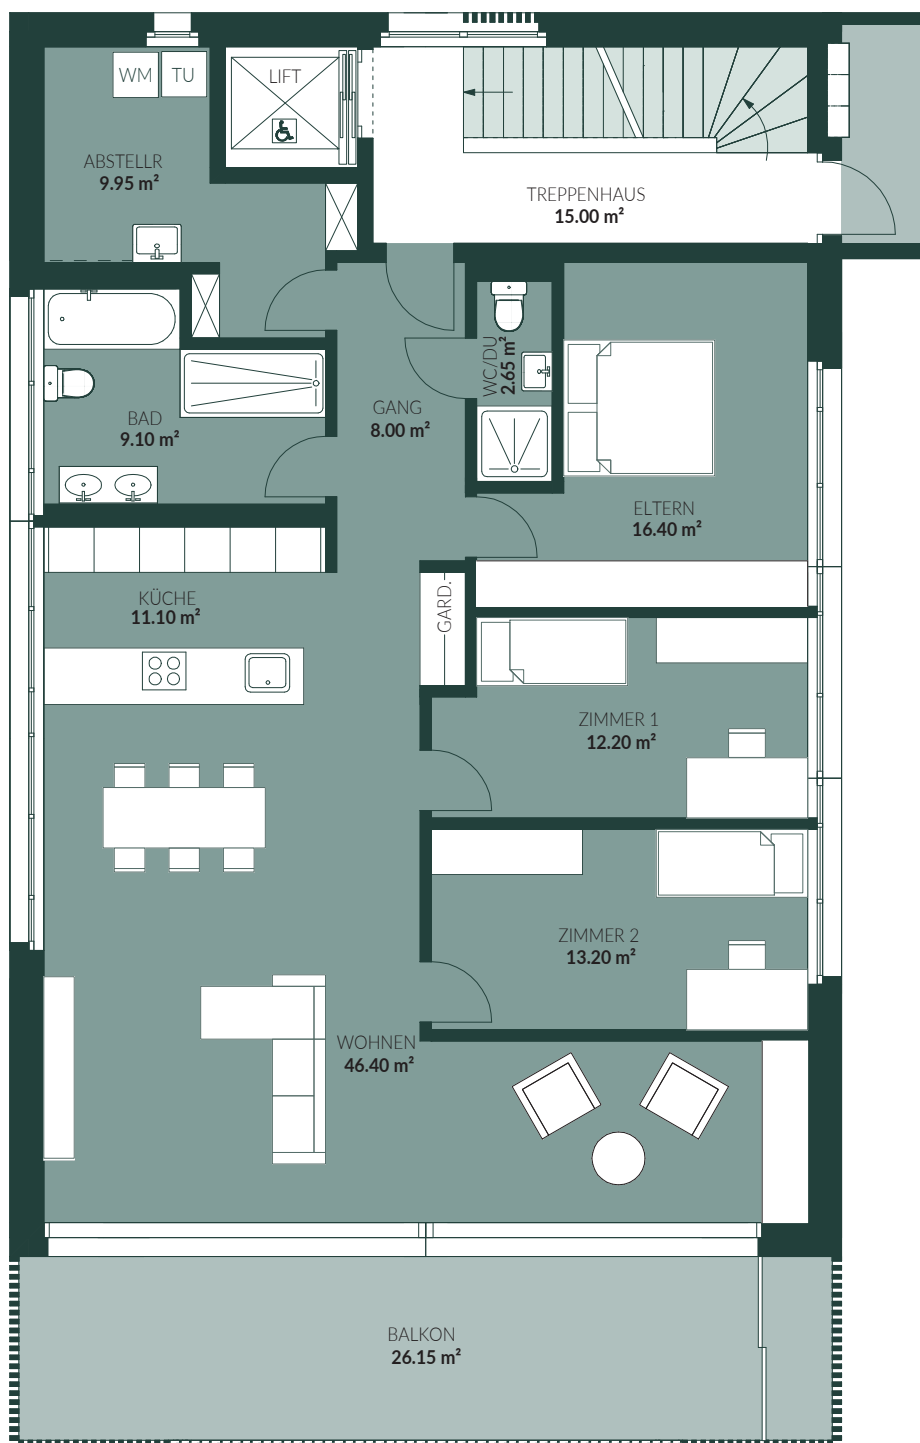 WM
TU
LIFT
ABSTELLR
9.95 m²
TREPPENHAUS
15.00 m²
WC/DU
2.65 m²
GANG
8.00 m²
BAD
9.10 m²
ELTERN
16.40 m²
KÜCHE
11.10 m²
GARD.
ZIMMER 1
12.20 m²
ZIMMER 2
13.20 m²
WOHNEN
46.40 m²
BALKON
26.15 m²